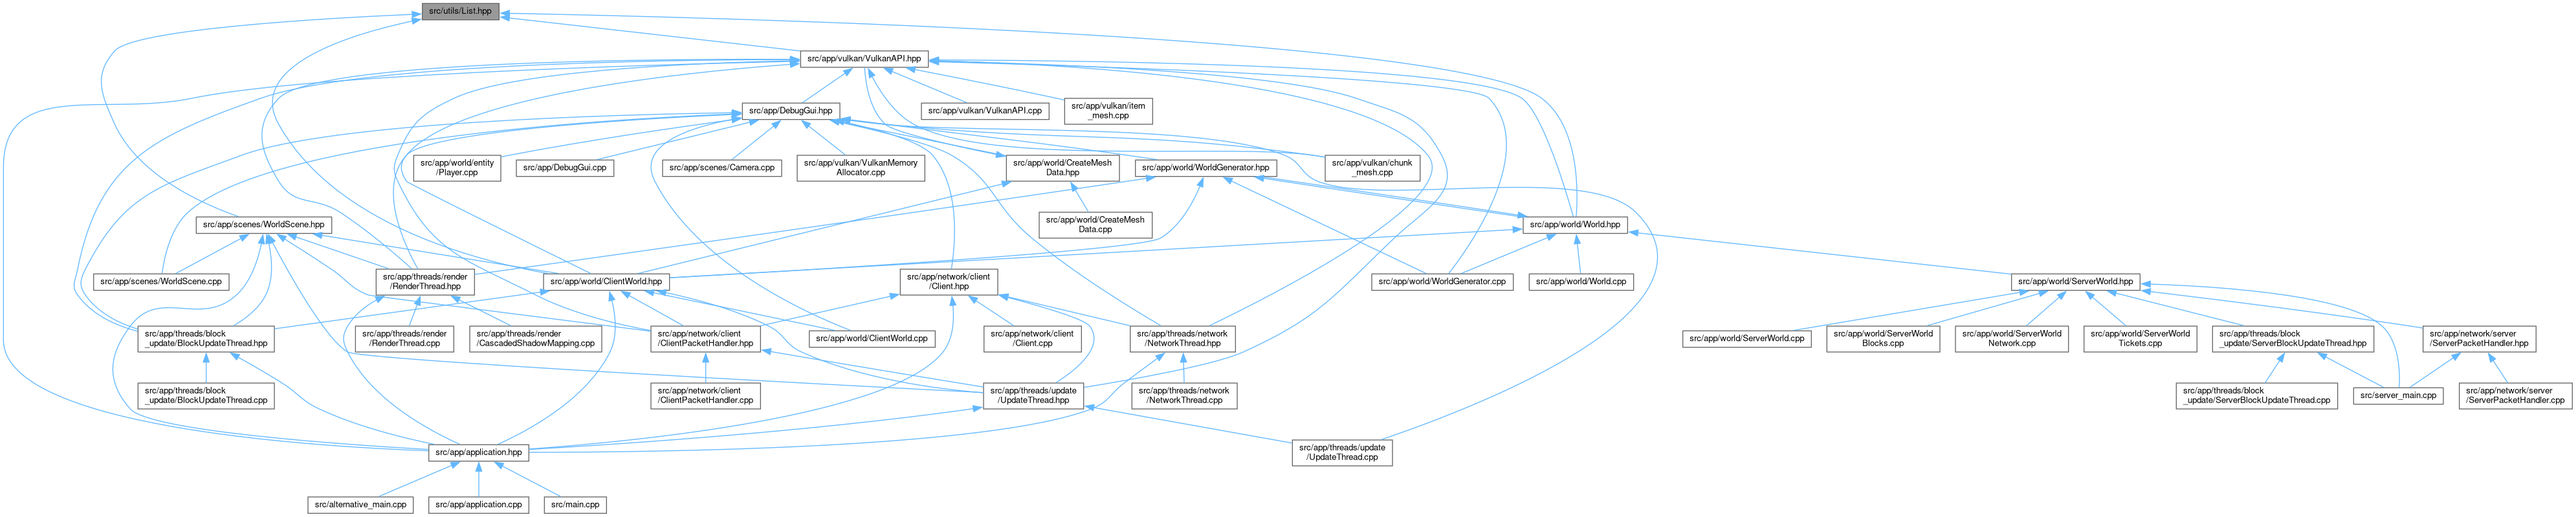 src/utils/List.hpp
src/app/vulkan/VulkanAPI.hpp
src/app/DebugGui.hpp
src/app/vulkan/VulkanAPI.cpp
src/app/vulkan/item
_mesh.cpp
src/app/world/entity
/Player.cpp
src/app/DebugGui.cpp
src/app/scenes/Camera.cpp
src/app/vulkan/VulkanMemory
Allocator.cpp
src/app/world/CreateMesh
Data.hpp
src/app/world/WorldGenerator.hpp
src/app/vulkan/chunk
_mesh.cpp
src/app/scenes/WorldScene.hpp
src/app/world/CreateMesh
Data.cpp
src/app/world/World.hpp
src/app/scenes/WorldScene.cpp
src/app/threads/render
/RenderThread.hpp
src/app/world/ClientWorld.hpp
src/app/network/client
/Client.hpp
src/app/world/WorldGenerator.cpp
src/app/world/World.cpp
src/app/world/ServerWorld.hpp
src/app/threads/block
_update/BlockUpdateThread.hpp
src/app/threads/render
/RenderThread.cpp
src/app/threads/render
/CascadedShadowMapping.cpp
src/app/network/client
/ClientPacketHandler.hpp
src/app/world/ClientWorld.cpp
src/app/network/client
/Client.cpp
src/app/threads/network
/NetworkThread.hpp
src/app/world/ServerWorld.cpp
src/app/world/ServerWorld
Blocks.cpp
src/app/world/ServerWorld
Network.cpp
src/app/world/ServerWorld
Tickets.cpp
src/app/threads/block
_update/ServerBlockUpdateThread.hpp
src/app/network/server
/ServerPacketHandler.hpp
src/app/threads/block
_update/BlockUpdateThread.cpp
src/app/network/client
/ClientPacketHandler.cpp
src/app/threads/update
/UpdateThread.hpp
src/app/threads/network
/NetworkThread.cpp
src/app/threads/block
_update/ServerBlockUpdateThread.cpp
src/server_main.cpp
src/app/network/server
/ServerPacketHandler.cpp
src/app/application.hpp
src/app/threads/update
/UpdateThread.cpp
src/alternative_main.cpp
src/app/application.cpp
src/main.cpp